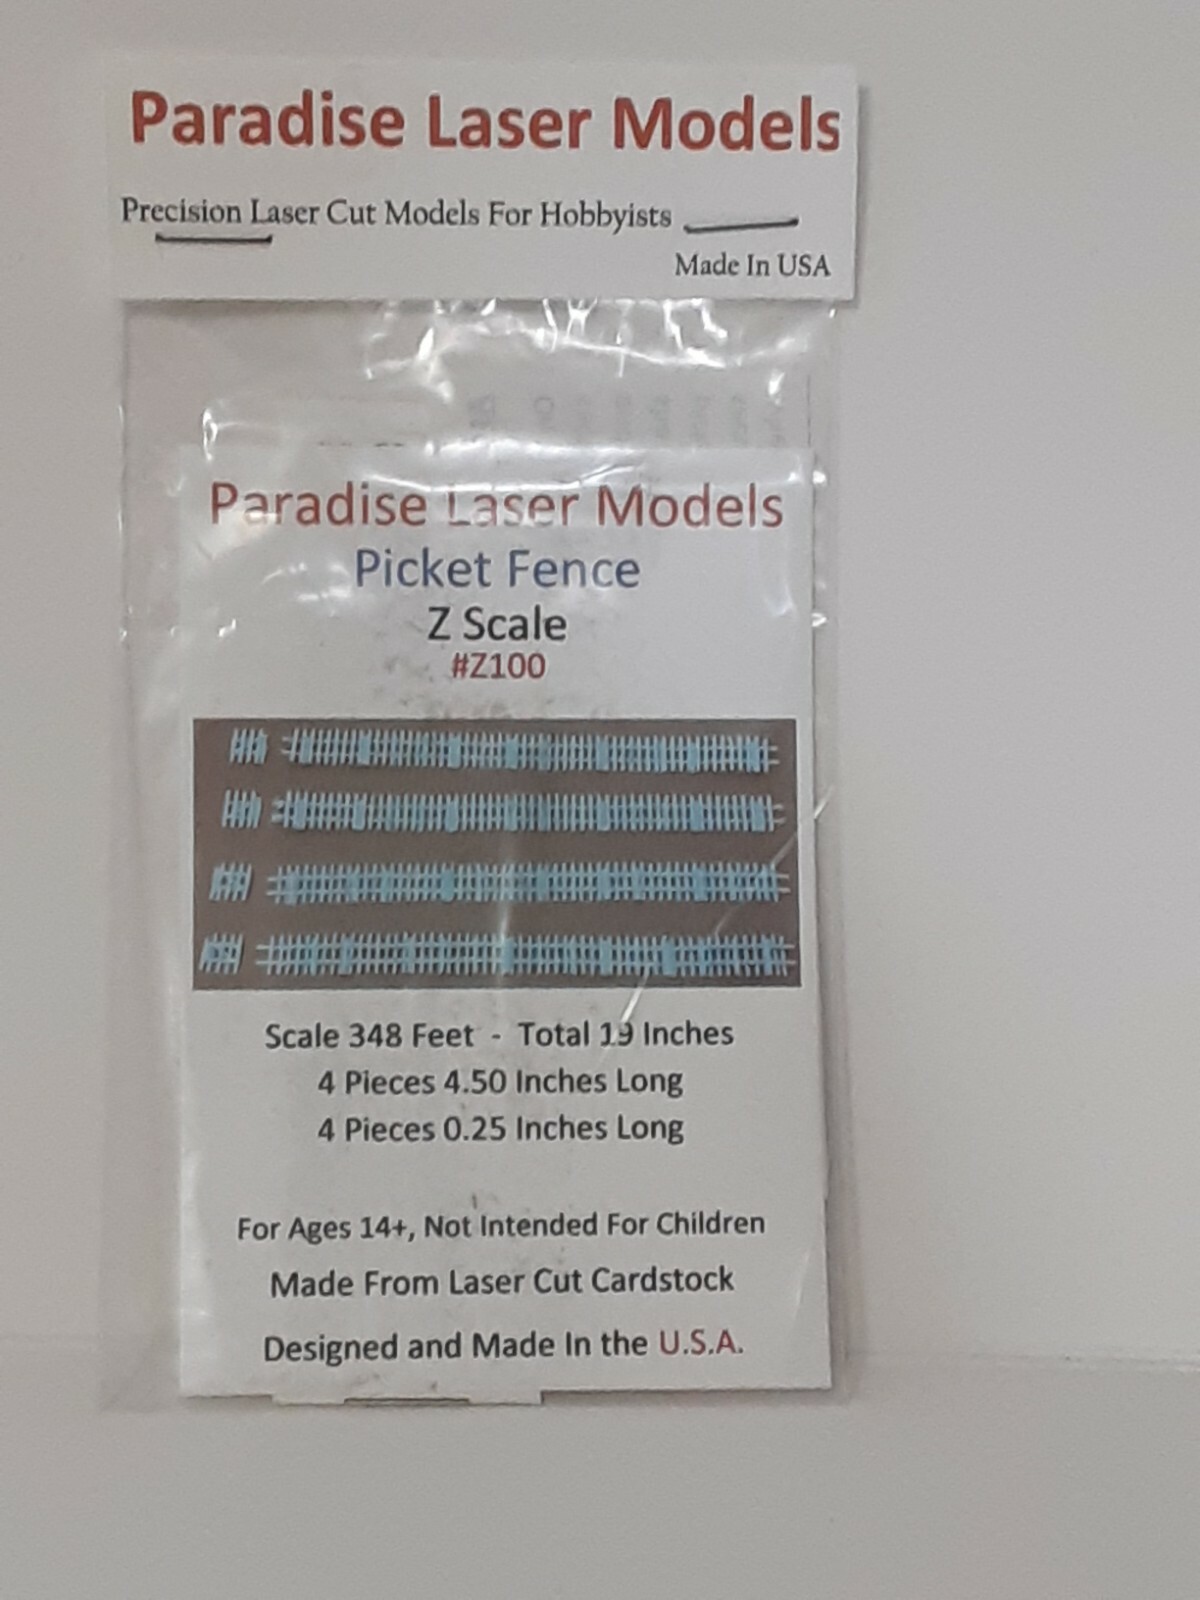 Paradise Laser Models
Precision Laser Cut Models For Hobbyists
Made In USA
Paradise Laser Models
Picket Fence
Z Scale
#Z100
Scale 348 Feet - Total 19 Inches
4 Pieces 4.50 Inches Long
4 Pieces 0.25 Inches Long
For Ages 14+, Not Intended For Children
Made From Laser Cut Cardstock
Designed and Made In the U.S.A.